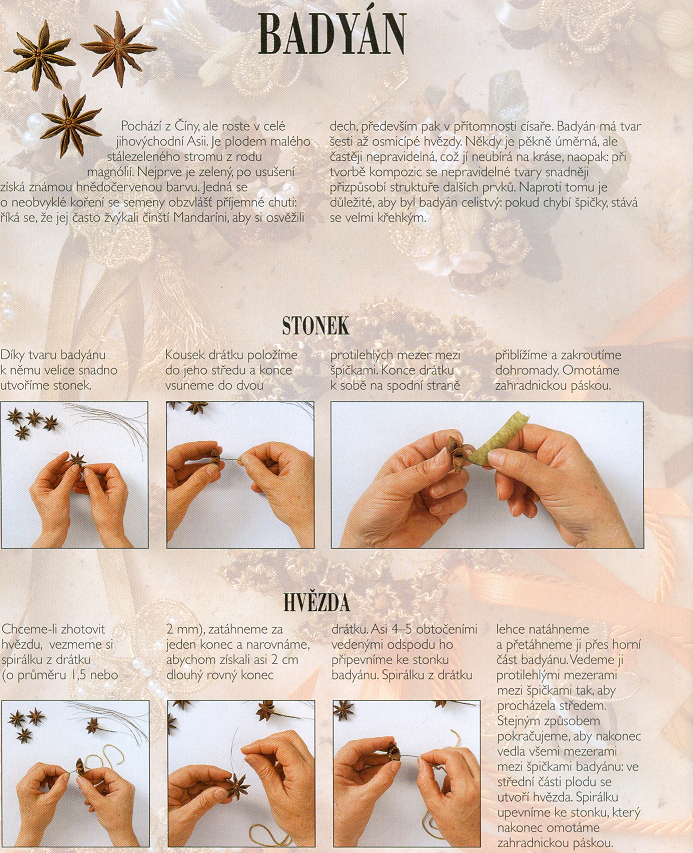 BADYÁN
Pochází z Číny, ale roste v celé
jihovýchodní Asii. Je plodem malého
stálezeleného stromu z rodu
magnólií. Nejprve je zelený, po usušení
získá známou hnědočervenou barvu. Jedná se
o neobvyklé koření se semeny obzvlášť příjemné chuti:
říká se, že jej často žvýkali čínští Mandaríni, aby si osvěžili
dech, především pak v přítomnosti císaře. Badyán má tvar
šesti až osmicípé hvězdy. Někdy je pěkně úměrná, ale
častěji nepravidelná, což jí neubírá na kráse, naopak: při
tvorbě kompozic se nepravidelné tvary snadněji
přizpůsobí struktuře dalších prvků. Naproti tomu je
důležité, aby byl badyán celistvý: pokud chybí špičky, stává
se velmi křehkým.
STONEK
Díky tvaru badyánu
k němu velice snadno
utvoříme stonek.
Kousek drátku položíme
do jeho středu a konce
vsuneme do dvou
protilehlých mezer mezi
špičkami. Konce drátku
k sobě na spodní straně
přiblížíme a zakroutíme
dohromady. Omotáme
zahradnickou páskou.
HVĚZDA
Chceme-li zhotovit
hvězdu, vezmeme si
spirálku z drátku
(o průměru 1,5 nebo
2 mm), zatáhneme za
jeden konec a narovnáme,
abychom získali asi 2 cm
dlouhý rovný konec
drátku. Asi 4–5 obtočeními
vedenými odspodu ho
připevníme ke stonku
badyánu. Spirálku z drátku
lehce natáhneme
a přetáhneme ji přes horní
část badyánu. Vedeme ji
protilehlými mezerami
mezi špičkami tak, aby
procházela středem.
Stejným způsobem
pokračujeme, aby nakonec
vedla všemi mezerami
mezi špičkami badyánu: ve
střední části plodu se
utvoří hvězda. Spirálku
upevníme ke stonku, který
nakonec omotáme
zahradnickou páskou.